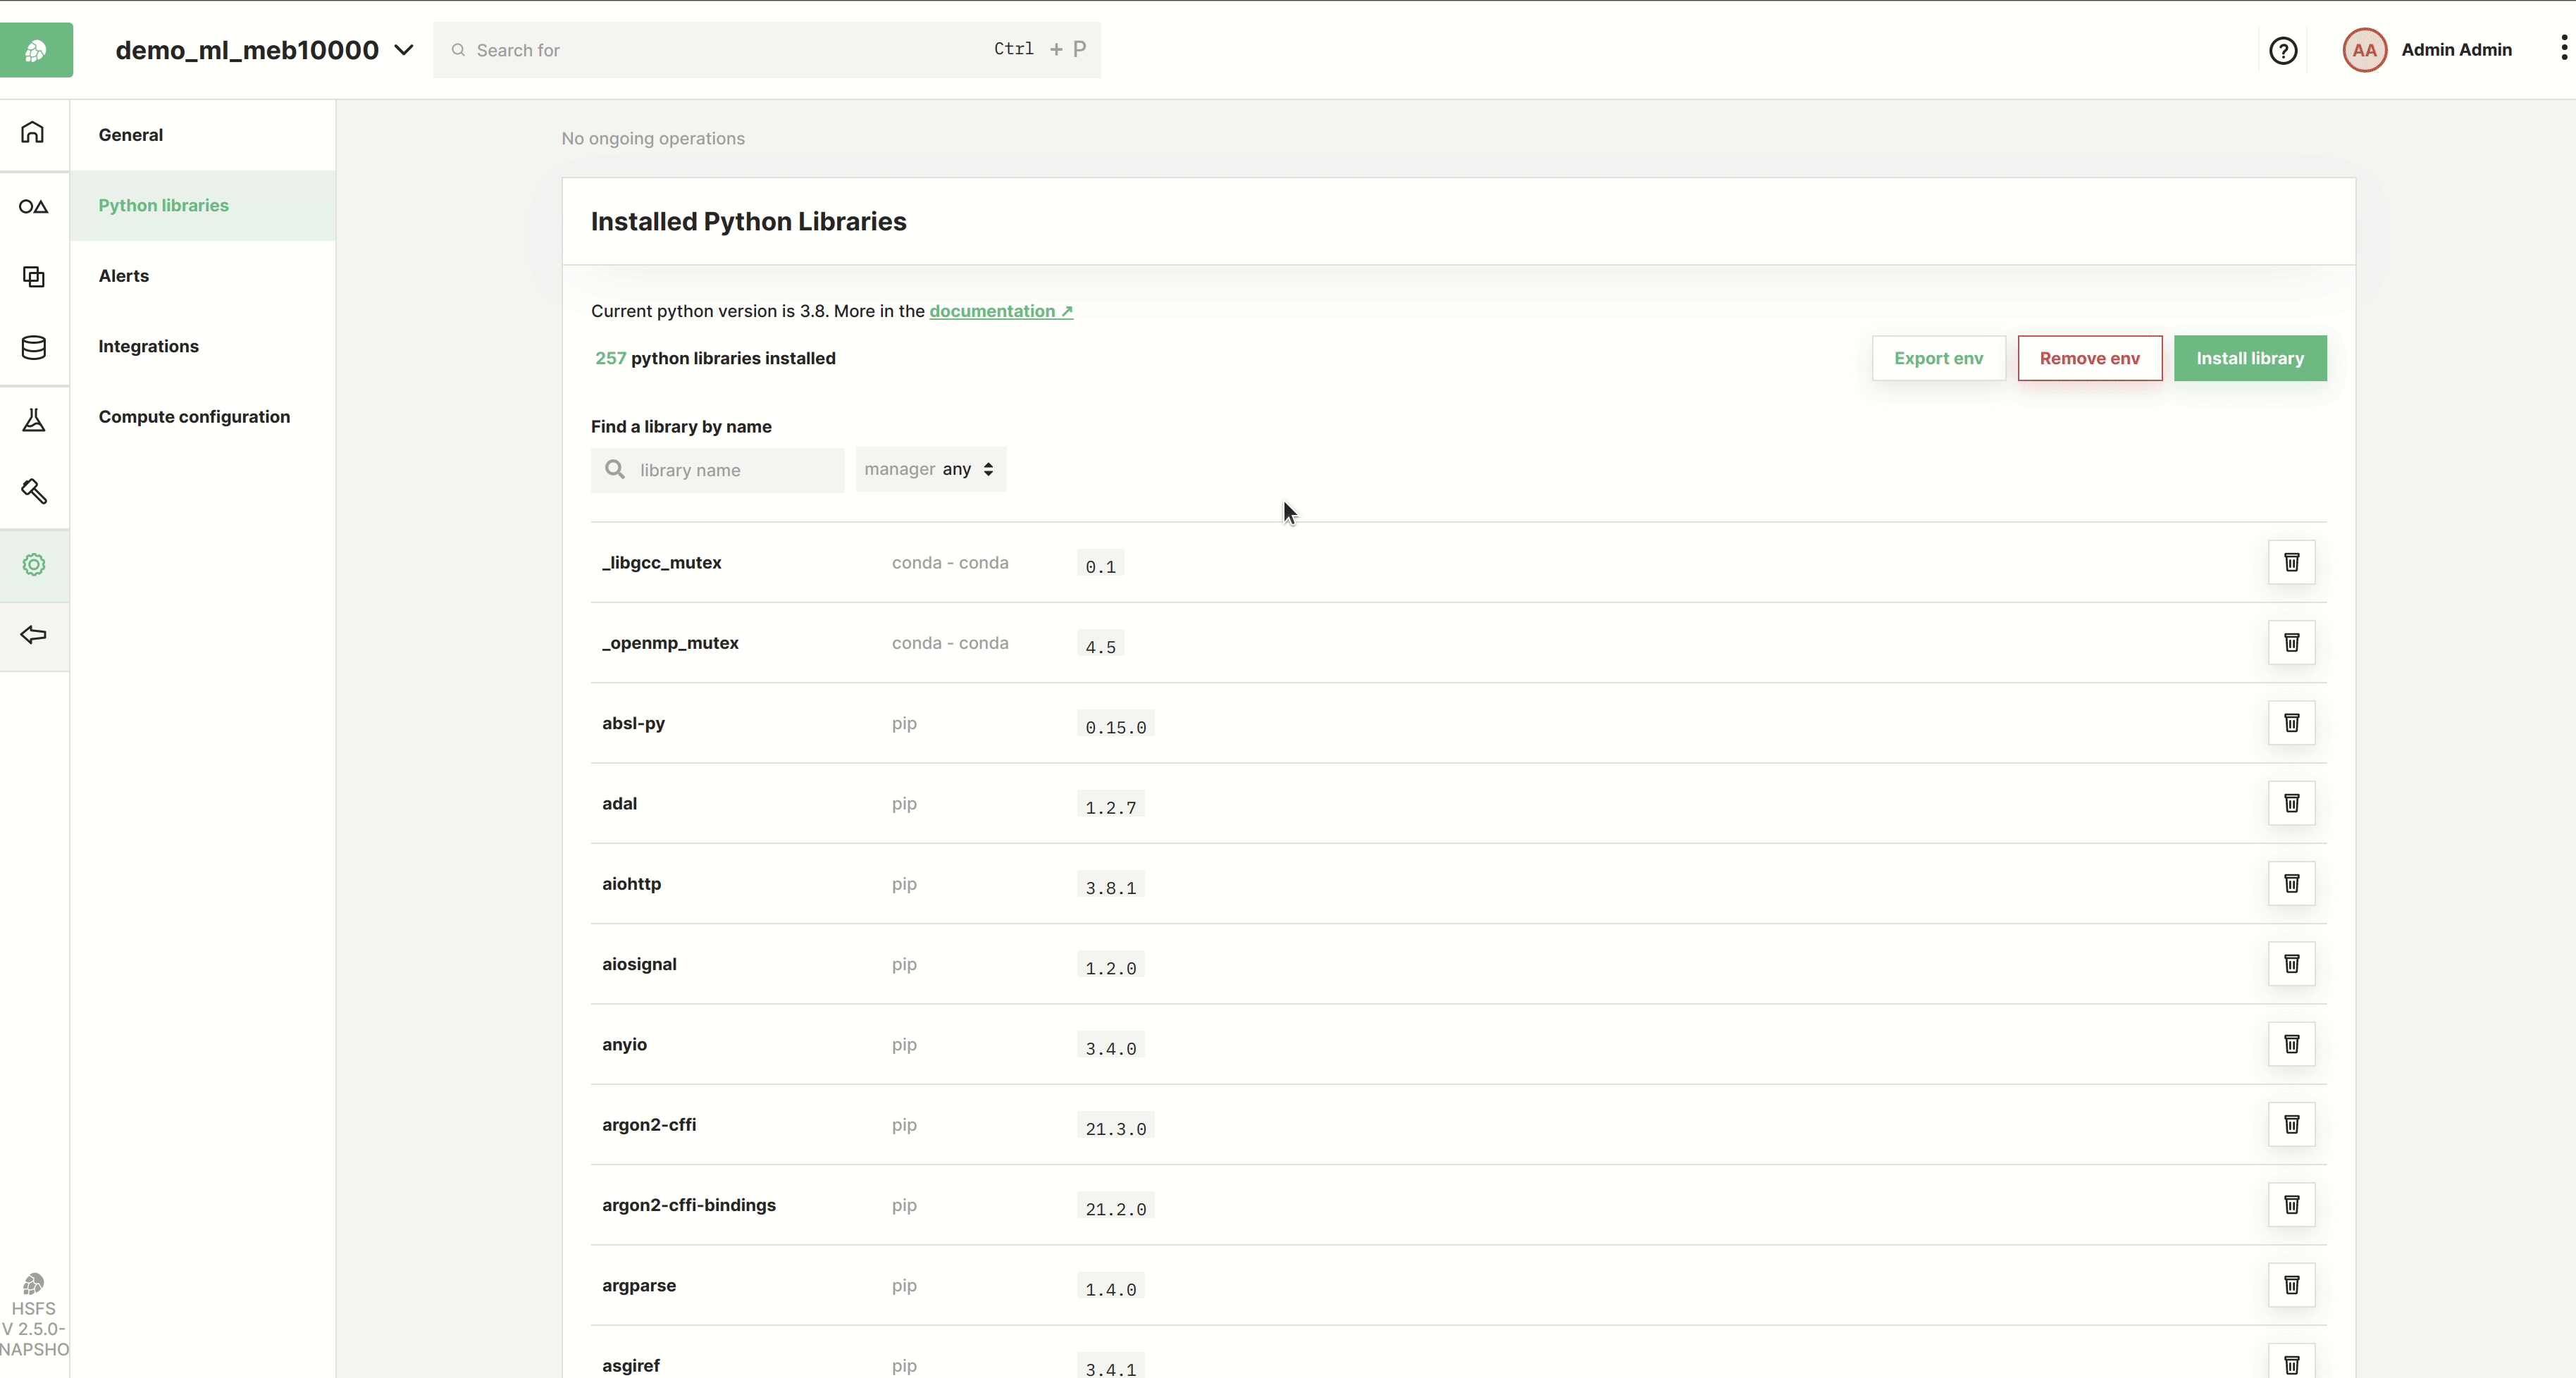 demo_ml_meb10000
Search for
Ctrl + P
AA
Admin Admin
General
Python libraries
Alerts
Integrations
Compute configuration
No ongoing operations
Installed Python Libraries
Current python version is 3.8. More in the documentation ↗
257 python libraries installed
Export env
Remove env
Install library
Find a library by name
library name
manager any
_libgcc_mutex conda - conda 0.1
_openmp_mutex conda - conda 4.5
absl-py pip 0.15.0
adal pip 1.2.7
aiohttp pip 3.8.1
aiosignal pip 1.2.0
anyio pip 3.4.0
argon2-cffi pip 21.3.0
argon2-cffi-bindings pip 21.2.0
argparse pip 1.4.0
asgiref pip 3.4.1
HSFS
V 2.5.0-
NAPSHO